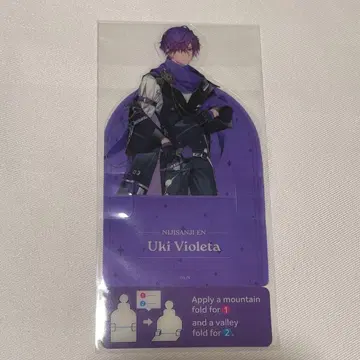 NIJISANJI EN
Uki Violeta
Apply a mountain
fold for 1
and a valley
fold for 2.